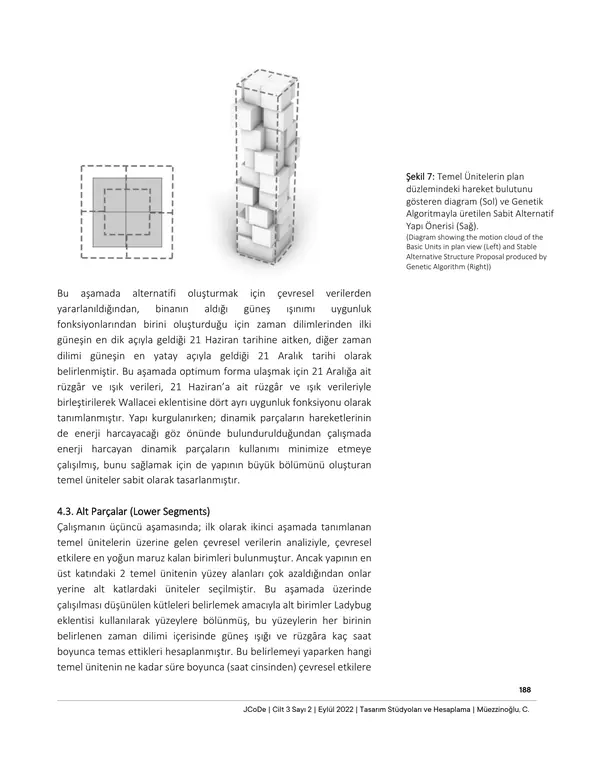 Şekil 7: Temel Ünitelerin plan
düzlemindeki hareket bulutunu
gösteren diagram (Sol) ve Genetik
Algoritmayla üretilen Sabit Alternatif
Yapı Önerisi (Sağ).
(Diagram showing the motion cloud of the
Basic Units in plan view (Left) and Stable
Alternative Structure Proposal produced by
Genetic Algorithm (Right))
Bu aşamada alternatifi oluşturmak için çevresel verilerden
yararlanıldığından, binanın aldığı güneş ışınımı uygunluk
fonksiyonlarından birini oluşturduğu için zaman dilimlerinden ilki
güneşin en dik açıyla geldiği 21 Haziran tarihine aitken, diğer zaman
dilimi güneşin en yatay açıyla geldiği 21 Aralık tarihi olarak
belirlenmiştir. Bu aşamada optimum forma ulaşmak için 21 Aralığa ait
rüzgâr ve ışık verileri, 21 Haziran’a ait rüzgâr ve ışık verileriyle
birleştirilerek Wallacei eklentisine dört ayrı uygunluk fonksiyonu olarak
tanımlanmıştır. Yapı kurgulanırken; dinamik parçaların hareketlerinin
de enerji harcayacağı göz önünde bulundurulduğundan çalışmada
enerji harcayan dinamik parçaların kullanımı minimize etmeye
çalışılmış, bunu sağlamak için de yapının büyük bölümünü oluşturan
temel üniteler sabit olarak tasarlanmıştır.
4.3. Alt Parçalar (Lower Segments)
Çalışmanın üçüncü aşamasında; ilk olarak ikinci aşamada tanımlanan
temel ünitelerin üzerine gelen çevresel verilerin analiziyle, çevresel
etkilere en yoğun maruz kalan birimleri bulunmuştur. Ancak yapının en
üst katındaki 2 temel ünitenin yüzey alanları çok azaldığından onlar
yerine alt katlardaki üniteler seçilmiştir. Bu aşamada üzerinde
çalışılması düşünülen kütleleri belirlemek amacıyla alt birimler Ladybug
eklentisi kullanılarak yüzeylere bölünmüş, bu yüzeylerin her birinin
belirlenen zaman dilimi içerisinde güneş ışığı ve rüzgâra kaç saat
boyunca temas ettikleri hesaplanmıştır. Bu belirlemeyi yaparken hangi
temel ünitenin ne kadar süre boyunca (saat cinsinden) çevresel etkilere
188
JCoDe | Cilt 3 Sayı 2 | Eylül 2022 | Tasarım Stüdyoları ve Hesaplama | Müezzinoğlu, C.